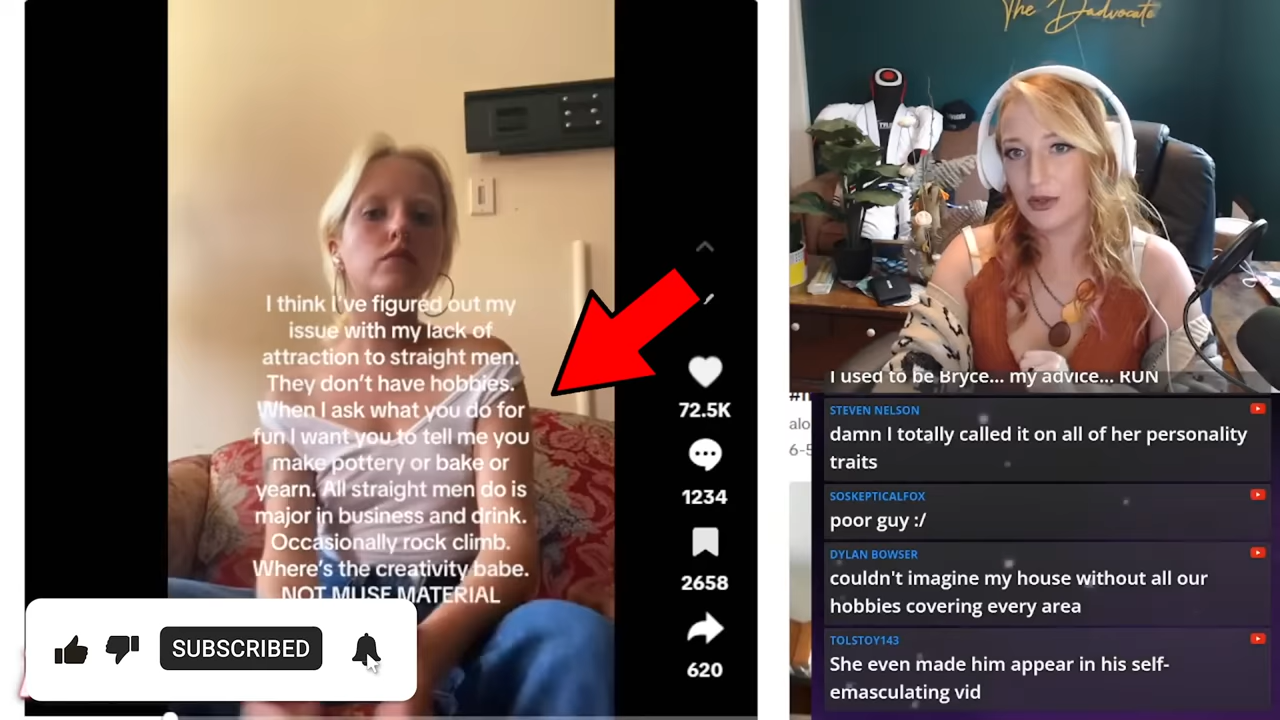 The Dadvocate
I think I've figured out my
issue with my lack of
attraction to straight men.
They don't have hobbies.
When I ask what you do for
fun I want you to tell me you
make pottery or bake or
yearn. All straight men do is
major in business and drink.
Occasionally rock climb.
Where's the creativity babe.
NOT MUSE MATERIAL
72.5K
1234
2658
620
SUBSCRIBED
I used to be Bryce... my advice... RUN
STEVEN NELSON
damn I totally called it on all of her personality
traits
SOSKEPTICALFOX
poor guy :/
DYLAN BOWSER
couldn't imagine my house without all our
hobbies covering every area
TOLSTOY143
She even made him appear in his self-
emasculating vid